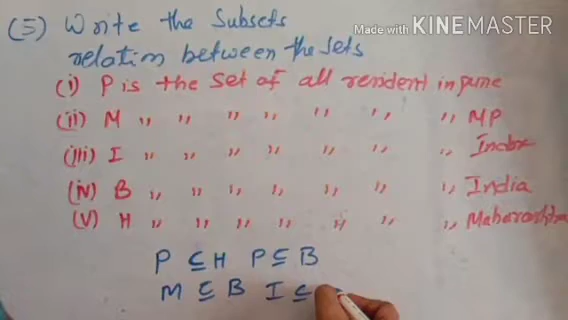 Made with KINEMASTER
(5) Write the Subsets
relation between the sets
(i) P is the set of all resident in pune
(ii) M ,, ,, ,, ,, ,, ,, ,, MP
(iii) I ,, ,, ,, ,, ,, ,, ,,
(iv) B ,, ,, ,, ,, ,, ,, ,, India
(v) H ,, ,, ,, ,, ,, ,, ,, Maharashtra
P ⊆ H P ⊆ B
M ⊆ B I ⊆